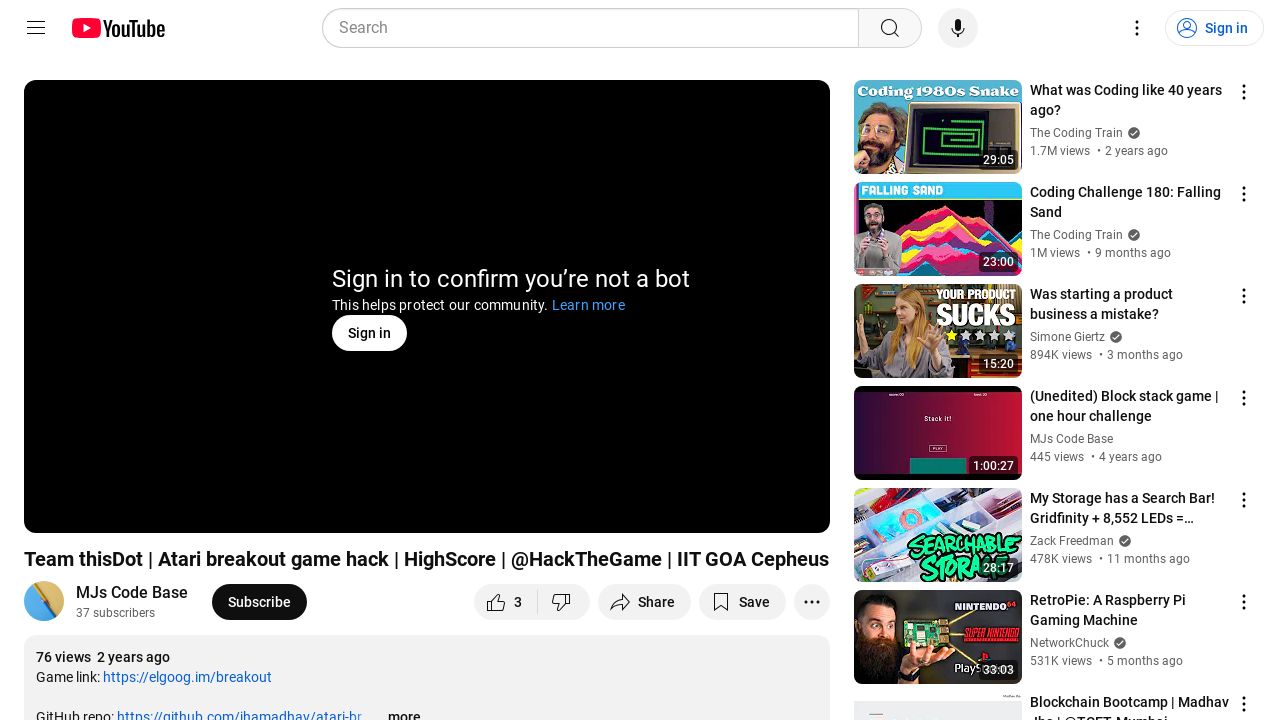 YouTube
Search
Sign in
Sign in to confirm you’re not a bot
This helps protect our community. Learn more
Sign in
Team thisDot | Atari breakout game hack | HighScore | @HackTheGame | IIT GOA Cepheus
MJs Code Base
37 subscribers
Subscribe
3
Share
Save
76 views 2 years ago
Game link: https://elgoog.im/breakout
GitHub repo: https://github.com/jhamadhav/atari-br
...more
Coding 1980s Snake
29:05
What was Coding like 40 years
ago?
The Coding Train
1.7M views • 2 years ago
FALLING SAND
23:00
Coding Challenge 180: Falling
Sand
The Coding Train
1M views • 9 months ago
YOUR PRODUCT
SUCKS
15:20
Was starting a product
business a mistake?
Simone Giertz
894K views • 3 months ago
Stack it!
PLAY
1:00:27
(Unedited) Block stack game |
one hour challenge
MJs Code Base
445 views • 4 years ago
SEARCHABLE
STORAGE
28:17
My Storage has a Search Bar!
Gridfinity + 8,552 LEDs =...
Zack Freedman
478K views • 11 months ago
NINTENDO64
SUPER NINTENDO
33:03
RetroPie: A Raspberry Pi
Gaming Machine
NetworkChuck
531K views • 5 months ago
Blockchain Bootcamp | Madhav